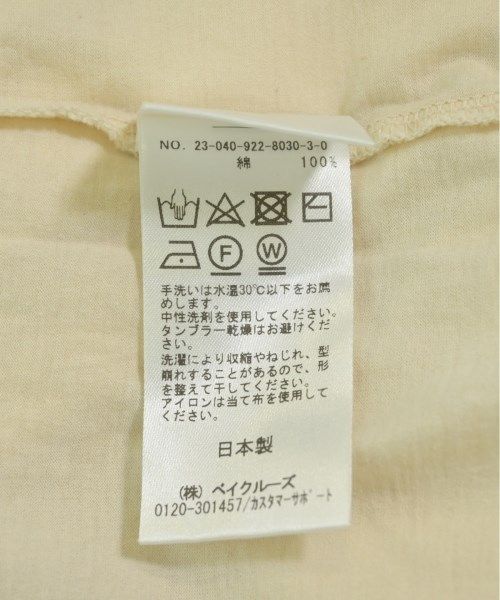 NO. 23-040-922-8030-3-0
綿 100%
F W
手洗いは水温30℃以下をお薦
めします。
中性洗剤を使用してください。
タンブラー乾燥はお避けくださ
い。
洗濯により収縮やねじれ、型
崩れすることがあるので、形
を整えて干してください。
アイロンは当て布を使用して
ください。
日本製
(株) ベイクルーズ
0120-301457/カスタマーサポート